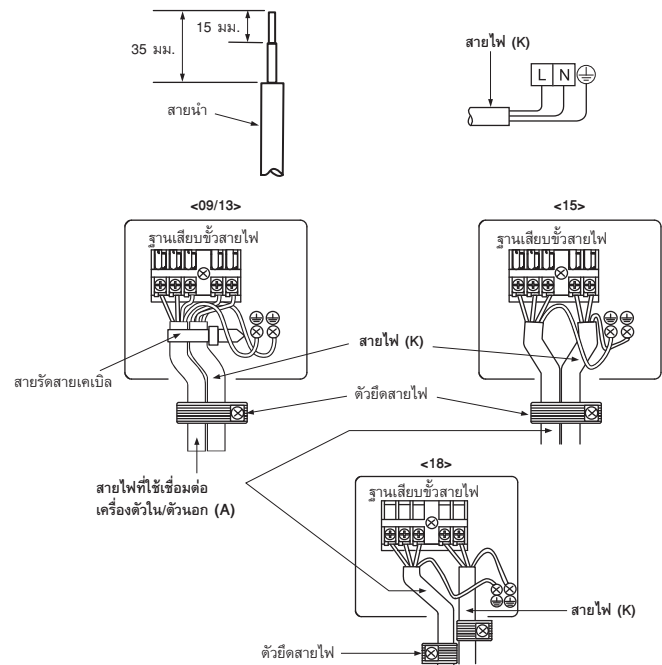 15 มม.
35 มม.
สายนำ
สายไฟ (K)
L N
<09/13>
ฐานเสียบขั้วสายไฟ
<15>
ฐานเสียบขั้วสายไฟ
สายไฟ (K)
สายรัดสายเคเบิล
ตัวยึดสายไฟ
สายไฟที่ใช้เชื่อมต่อ
เครื่องตัวใน/ตัวนอก (A)
<18>
ฐานเสียบขั้วสายไฟ
สายไฟ (K)
ตัวยึดสายไฟ